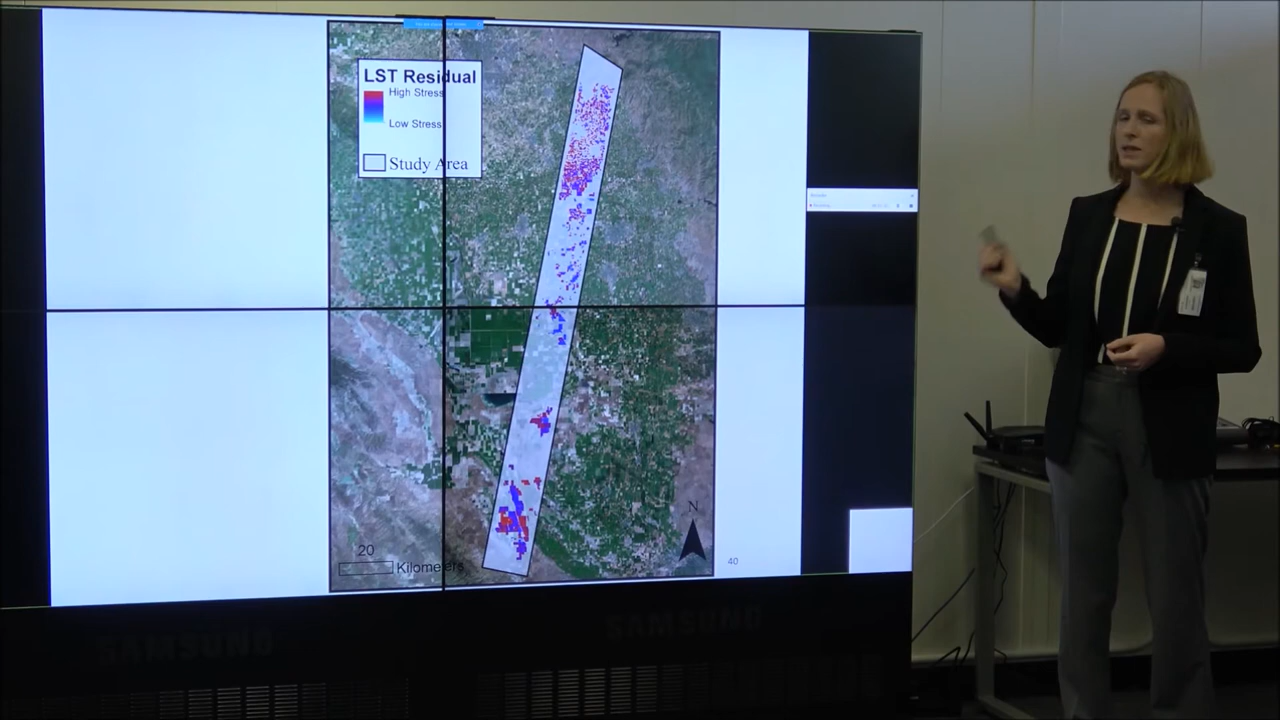 LST Residual
High Stress
Low Stress
Study Area
N
20
Kilometers
40
SAMSUNG
SAMSUNG